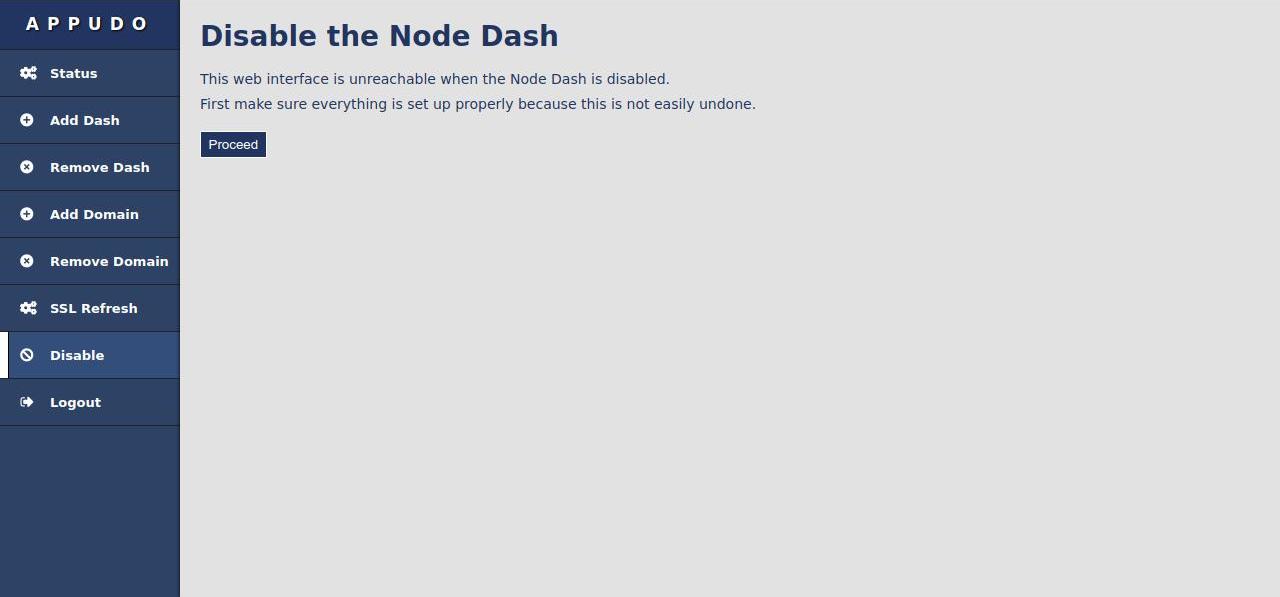 APPUDO
Status
Add Dash
Remove Dash
Add Domain
Remove Domain
SSL Refresh
Disable
Logout
Disable the Node Dash
This web interface is unreachable when the Node Dash is disabled.
First make sure everything is set up properly because this is not easily undone.
Proceed